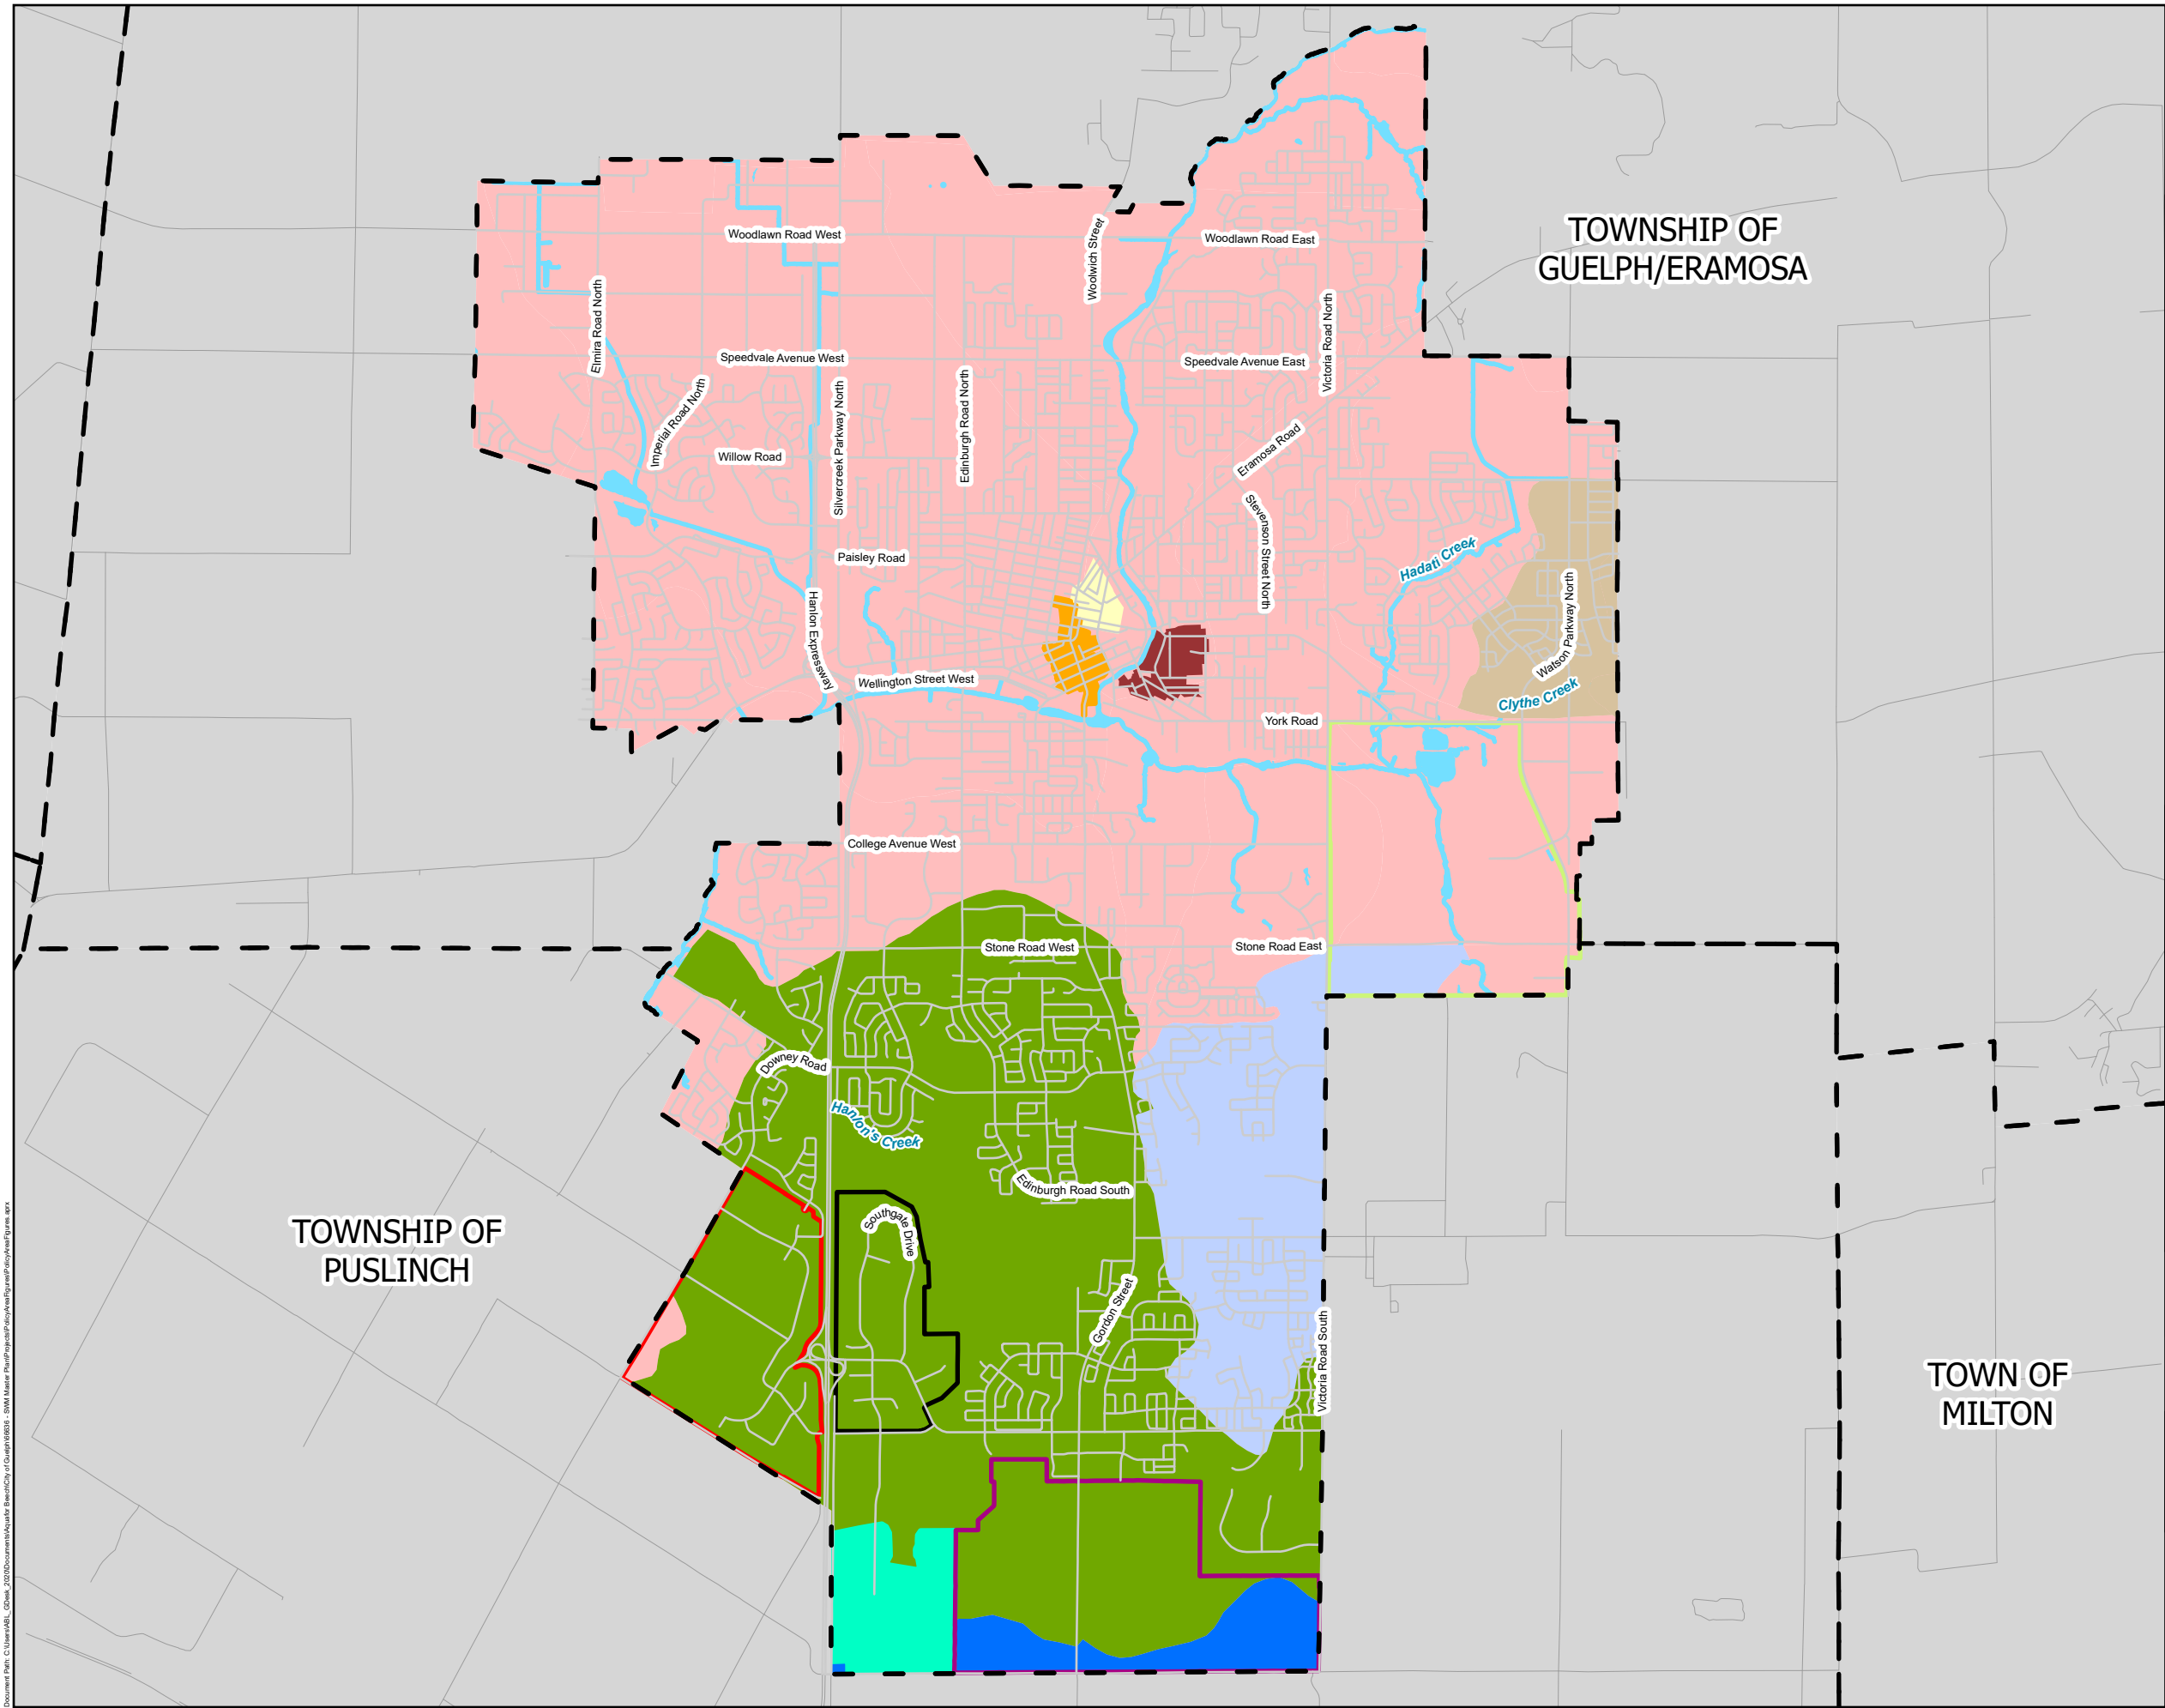 TOWNSHIP OF
GUELPH/ERAMOSA
Woodlawn Road West
Woolwich Street
Woodlawn Road East
Elmira Road North
Victoria Road North
Speedvale Avenue West
Speedvale Avenue East
Imperial Road North
Silvercreek Parkway North
Edinburgh Road North
Willow Road
Eramosa Road
Stevenson Street North
Paisley Road
Hadati Creek
Hanlon Expressway
Watson Parkway North
Wellington Street West
Clythe Creek
York Road
College Avenue West
Stone Road West
Stone Road East
Downey Road
Hanlon's Creek
Edinburgh Road South
Southgate Drive
TOWNSHIP OF
PUSLINCH
Gordon Street
Victoria Road South
TOWN OF
MILTON